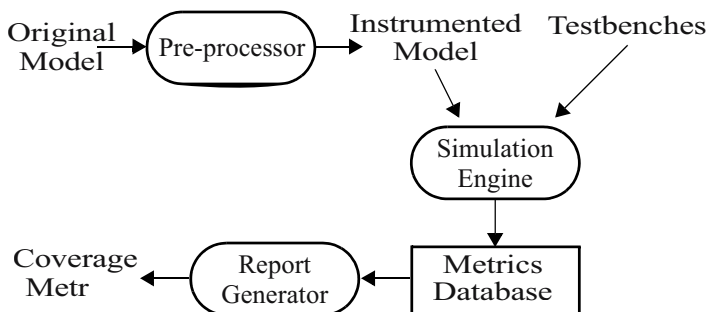 Original
Model
Pre-processor
Instrumented
Model
Testbenches
Simulation
Engine
Metrics
Database
Report
Generator
Coverage
Metr